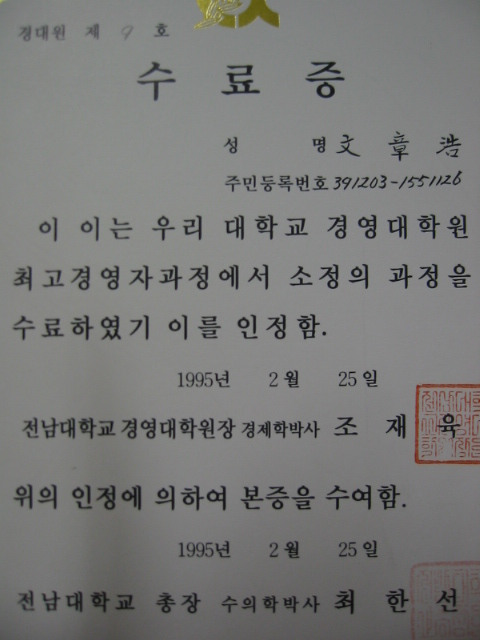 경대원 제 9 호
수 료 증
성 명 文 章 浩
주민등록번호 391203-1551126
이 이는 우리 대학교 경영대학원
최고경영자과정에서 소정의 과정을
수료하였기 이를 인정함.
1995년 2월 25일
전남대학교 경영대학원장 경제학박사 조 재 육
위의 인정에 의하여 본증을 수여함.
1995년 2월 25일
전남대학교 총장 수의학박사 최 한 선